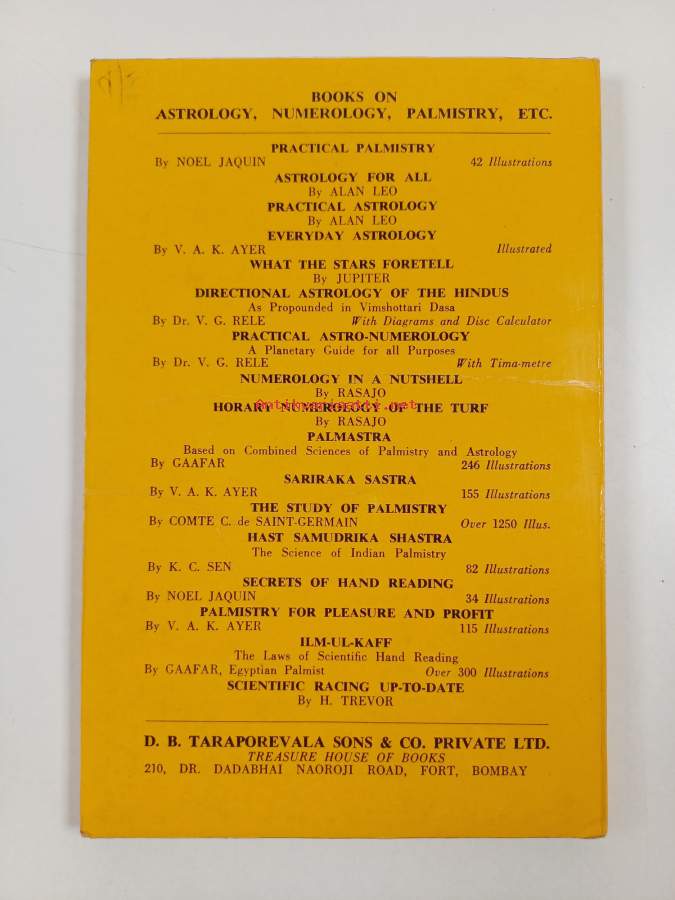 BOOKS ON
ASTROLOGY, NUMEROLOGY, PALMISTRY, ETC.
PRACTICAL PALMISTRY
By NOEL JAQUIN 42 Illustrations
ASTROLOGY FOR ALL
By ALAN LEO
PRACTICAL ASTROLOGY
By ALAN LEO
EVERYDAY ASTROLOGY
By V. A. K. AYER Illustrated
WHAT THE STARS FORETELL
By JUPITER
DIRECTIONAL ASTROLOGY OF THE HINDUS
As Propounded in Vimshottari Dasa
By Dr. V. G. RELE With Diagrams and Disc Calculator
PRACTICAL ASTRO-NUMEROLOGY
A Planetary Guide for all Purposes
By Dr. V. G. RELE With Tima-metre
NUMEROLOGY IN A NUTSHELL
By RASAJO
Antikvariaatti.net
HORARY NUMEROLOGY OF THE TURF
By RASAJO
PALMASTRA
Based on Combined Sciences of Palmistry and Astrology
By GAAFAR 246 Illustrations
SARIRAKA SASTRA
By V. A. K. AYER 155 Illustrations
THE STUDY OF PALMISTRY
By COMTE C. de SAINT-GERMAIN Over 1250 Illus.
HAST SAMUDRIKA SHASTRA
The Science of Indian Palmistry
By K. C. SEN 82 Illustrations
SECRETS OF HAND READING
By NOEL JAQUIN 34 Illustrations
PALMISTRY FOR PLEASURE AND PROFIT
By V. A. K. AYER 115 Illustrations
ILM-UL-KAFF
The Laws of Scientific Hand Reading
By GAAFAR, Egyptian Palmist Over 300 Illustrations
SCIENTIFIC RACING UP-TO-DATE
By H. TREVOR
D. B. TARAPOREVALA SONS & CO. PRIVATE LTD.
TREASURE HOUSE OF BOOKS
210, DR. DADABHAI NAOROJI ROAD, FORT, BOMBAY